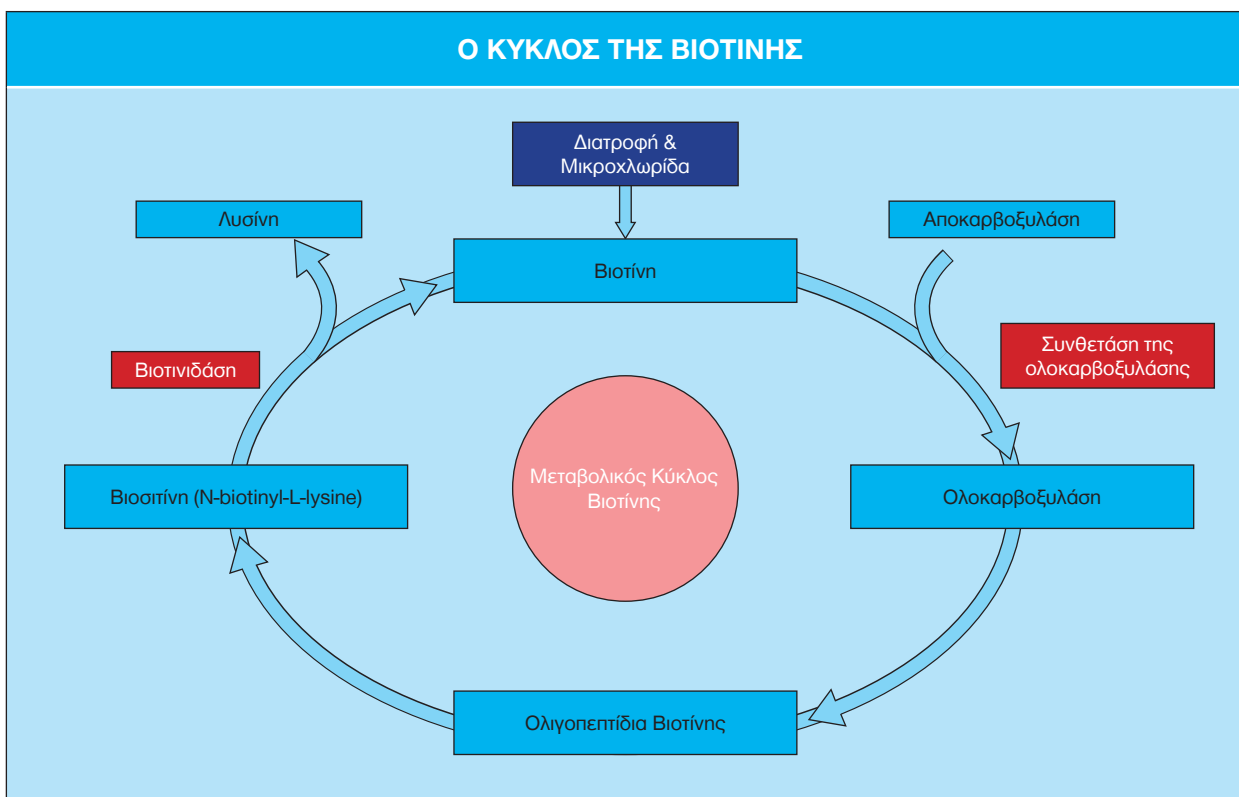 Ο ΚΥΚΛΟΣ ΤΗΣ ΒΙΟΤΙΝΗΣ
Διατροφή &
Μικροχλωρίδα
Λυσίνη
Αποκαρβοξυλάση
Βιοτίνη
Βιοτινιδάση
Συνθετάση της
ολοκαρβοξυλάσης
Μεταβολικός Κύκλος
Βιοτίνης
Βιοσιτίνη (N-biotinyl-L-lysine)
Ολοκαρβοξυλάση
Ολιγοπεπτίδια Βιοτίνης